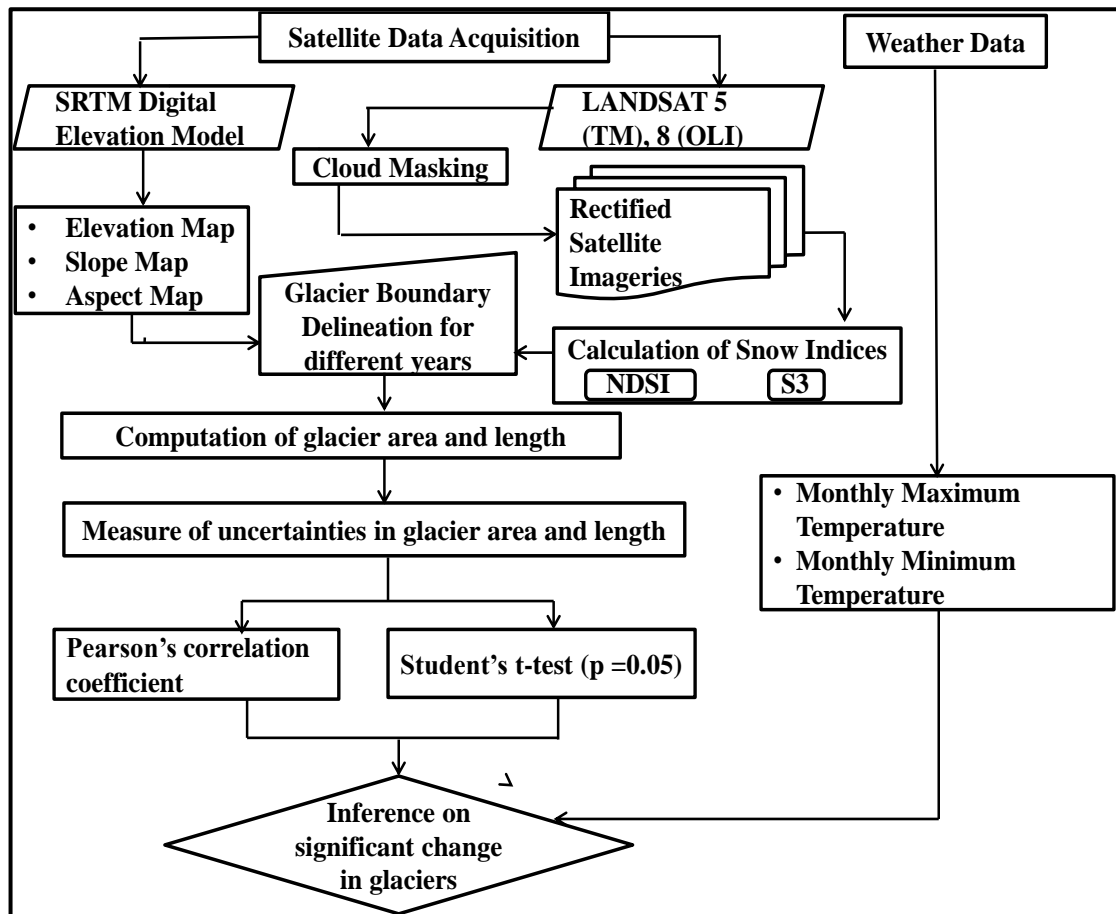 Satellite Data Acquisition
Weather Data
SRTM Digital
Elevation Model
LANDSAT 5
(TM), 8 (OLI)
Cloud Masking
• Elevation Map
• Slope Map
• Aspect Map
Rectified
Satellite
Imageries
Glacier Boundary
Delineation for
different years
Calculation of Snow Indices
NDSI
S3
Computation of glacier area and length
Measure of uncertainties in glacier area and length
• Monthly Maximum
Temperature
• Monthly Minimum
Temperature
Pearson’s correlation
coefficient
Student’s t-test (p =0.05)
Inference on
significant change
in glaciers